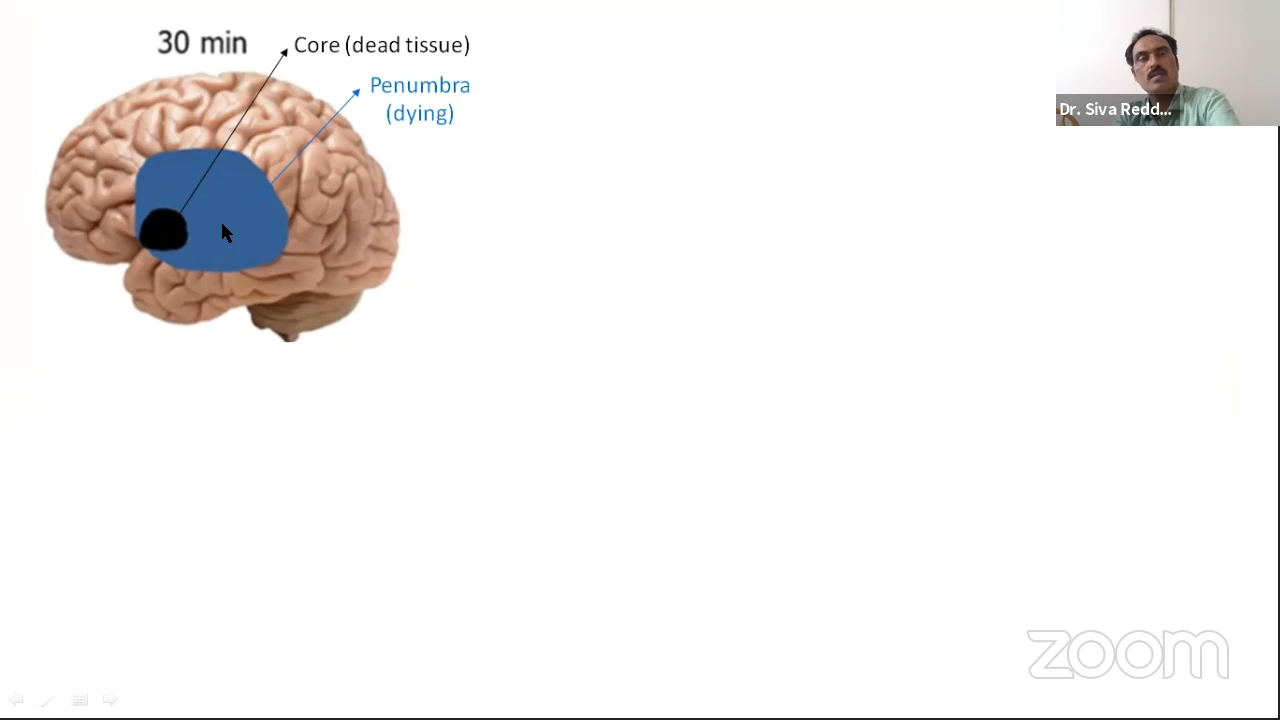 30 min
Core (dead tissue)
Penumbra
(dying)
Dr. Siva Redd...
zoom